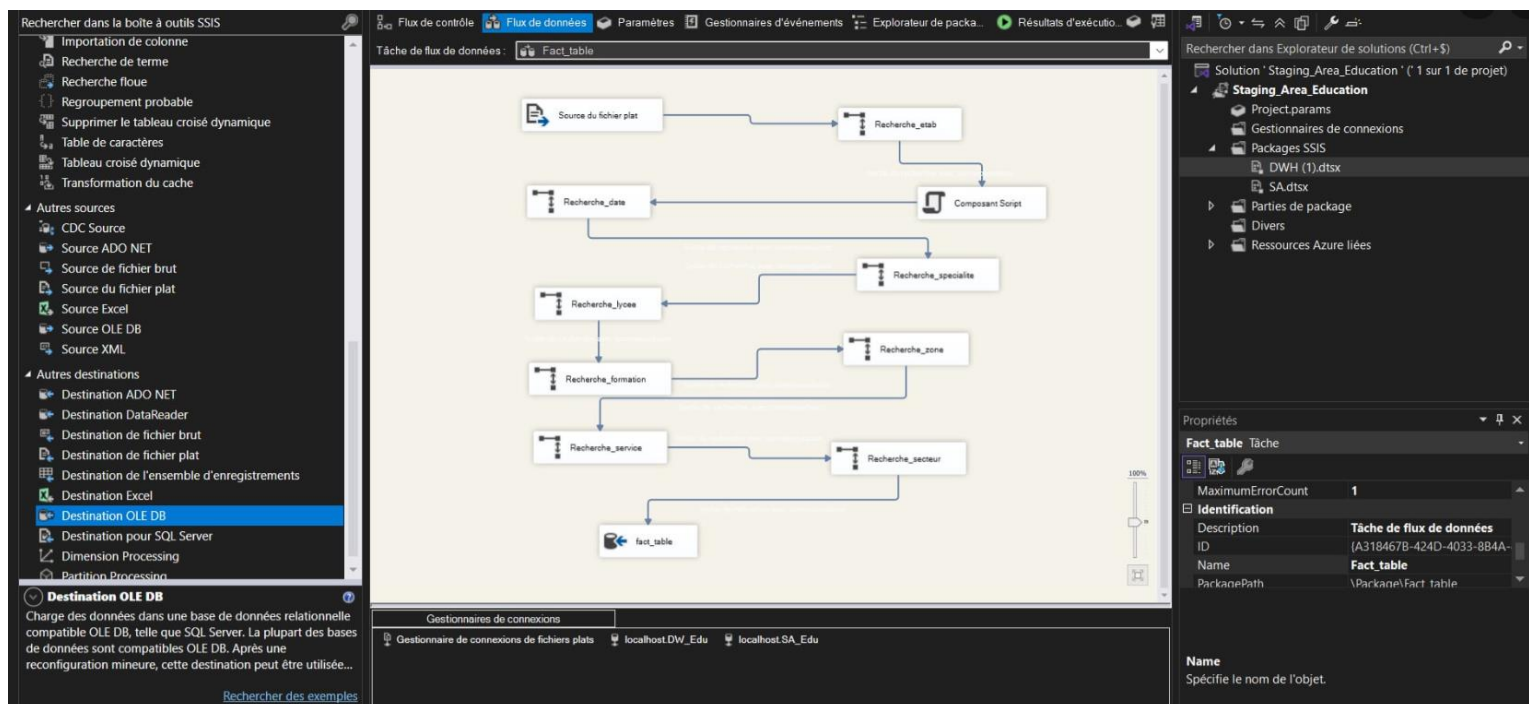 Rechercher dans la boîte à outils SSIS
Importation de colonne
Recherche de terme
Recherche floue
Regroupement probable
Supprimer le tableau croisé dynamique
Table de caractères
Tableau croisé dynamique
Transformation du cache
Autres sources
CDC Source
Source ADO NET
Source de fichier brut
Source du fichier plat
Source Excel
Source OLE DB
Source XML
Autres destinations
Destination ADO NET
Destination DataReader
Destination de fichier brut
Destination de fichier plat
Destination de l'ensemble d'enregistrements
Destination Excel
Destination OLE DB
Destination pour SQL Server
Dimension Processing
Partition Processing
Destination OLE DB
Charge des données dans une base de données relationnelle
compatible OLE DB, telle que SQL Server. La plupart des bases
de données sont compatibles OLE DB. Après une
reconfiguration mineure, cette destination peut être utilisée...
Rechercher des exemples
Flux de contrôle Flux de données Paramètres Gestionnaires d'événements Explorateur de packa... Résultats d'exécutio...
Tâche de flux de données : Fact_table
Source du fichier plat
Recherche_etab
Recherche_date
Composant Script
Recherche_specialite
Recherche_lycee
Recherche_zone
Recherche_formation
Recherche_service
Recherche_secteur
fact_table
100%
Gestionnaires de connexions
Gestionnaire de connexions de fichiers plats localhost.DW_Edu localhost.SA_Edu
Rechercher dans Explorateur de solutions (Ctrl+$)
Solution ' Staging_Area_Education ' (' 1 sur 1 de projet)
Staging_Area_Education
Project.params
Gestionnaires de connexions
Packages SSIS
DWH (1).dtsx
SA.dtsx
Parties de package
Divers
Ressources Azure liées
Propriétés
Fact_table Tâche
MaximumErrorCount 1
Identification
Description Tâche de flux de données
ID {A318467B-424D-4033-8B4A-
Name Fact_table
PackagePath \Package\Fact_table
Name
Spécifie le nom de l'objet.